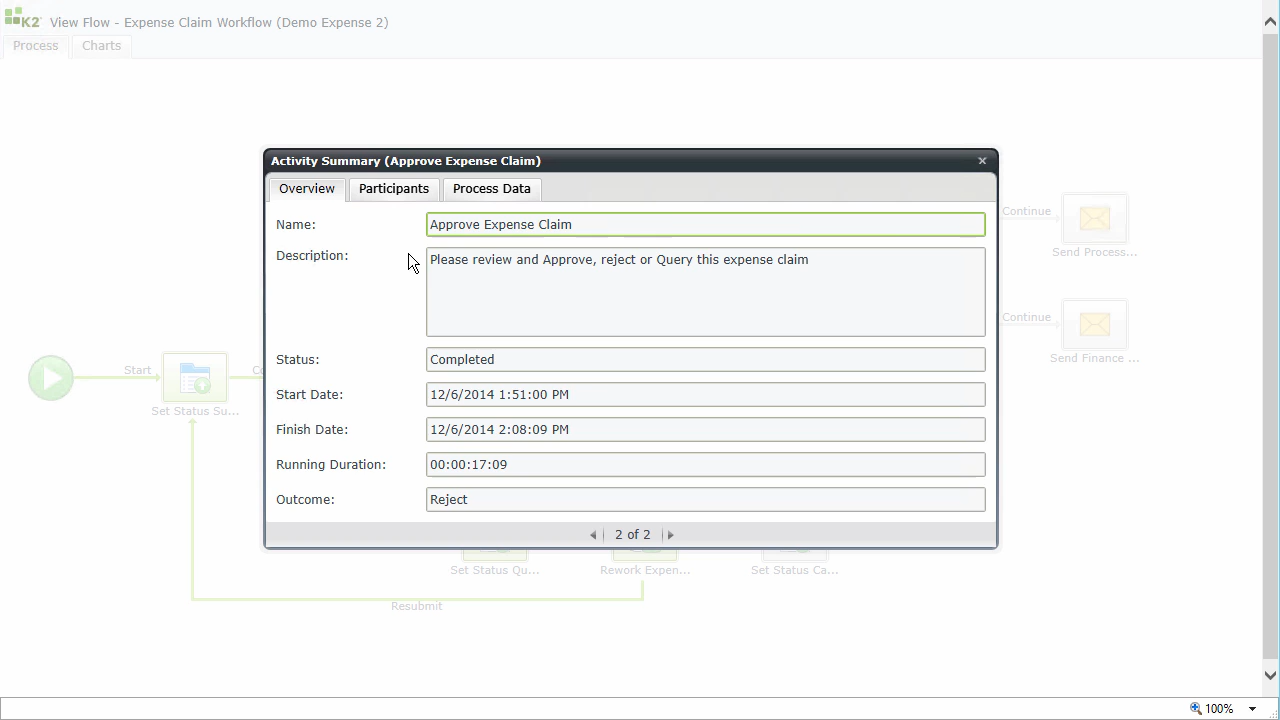 K2 View Flow - Expense Claim Workflow (Demo Expense 2)
Process Charts
Activity Summary (Approve Expense Claim)
Overview Participants Process Data
Name: Approve Expense Claim
Description: Please review and Approve, reject or Query this expense claim
Status: Completed
Start Date: 12/6/2014 1:51:00 PM
Finish Date: 12/6/2014 2:08:09 PM
Running Duration: 00:00:17:09
Outcome: Reject
2 of 2
Continue
Send Process...
Continue
Send Finance ...
Start
Co
Set Status Su...
Set Status Qu...
Rework Expen...
Set Status Ca...
Resubmit
100%